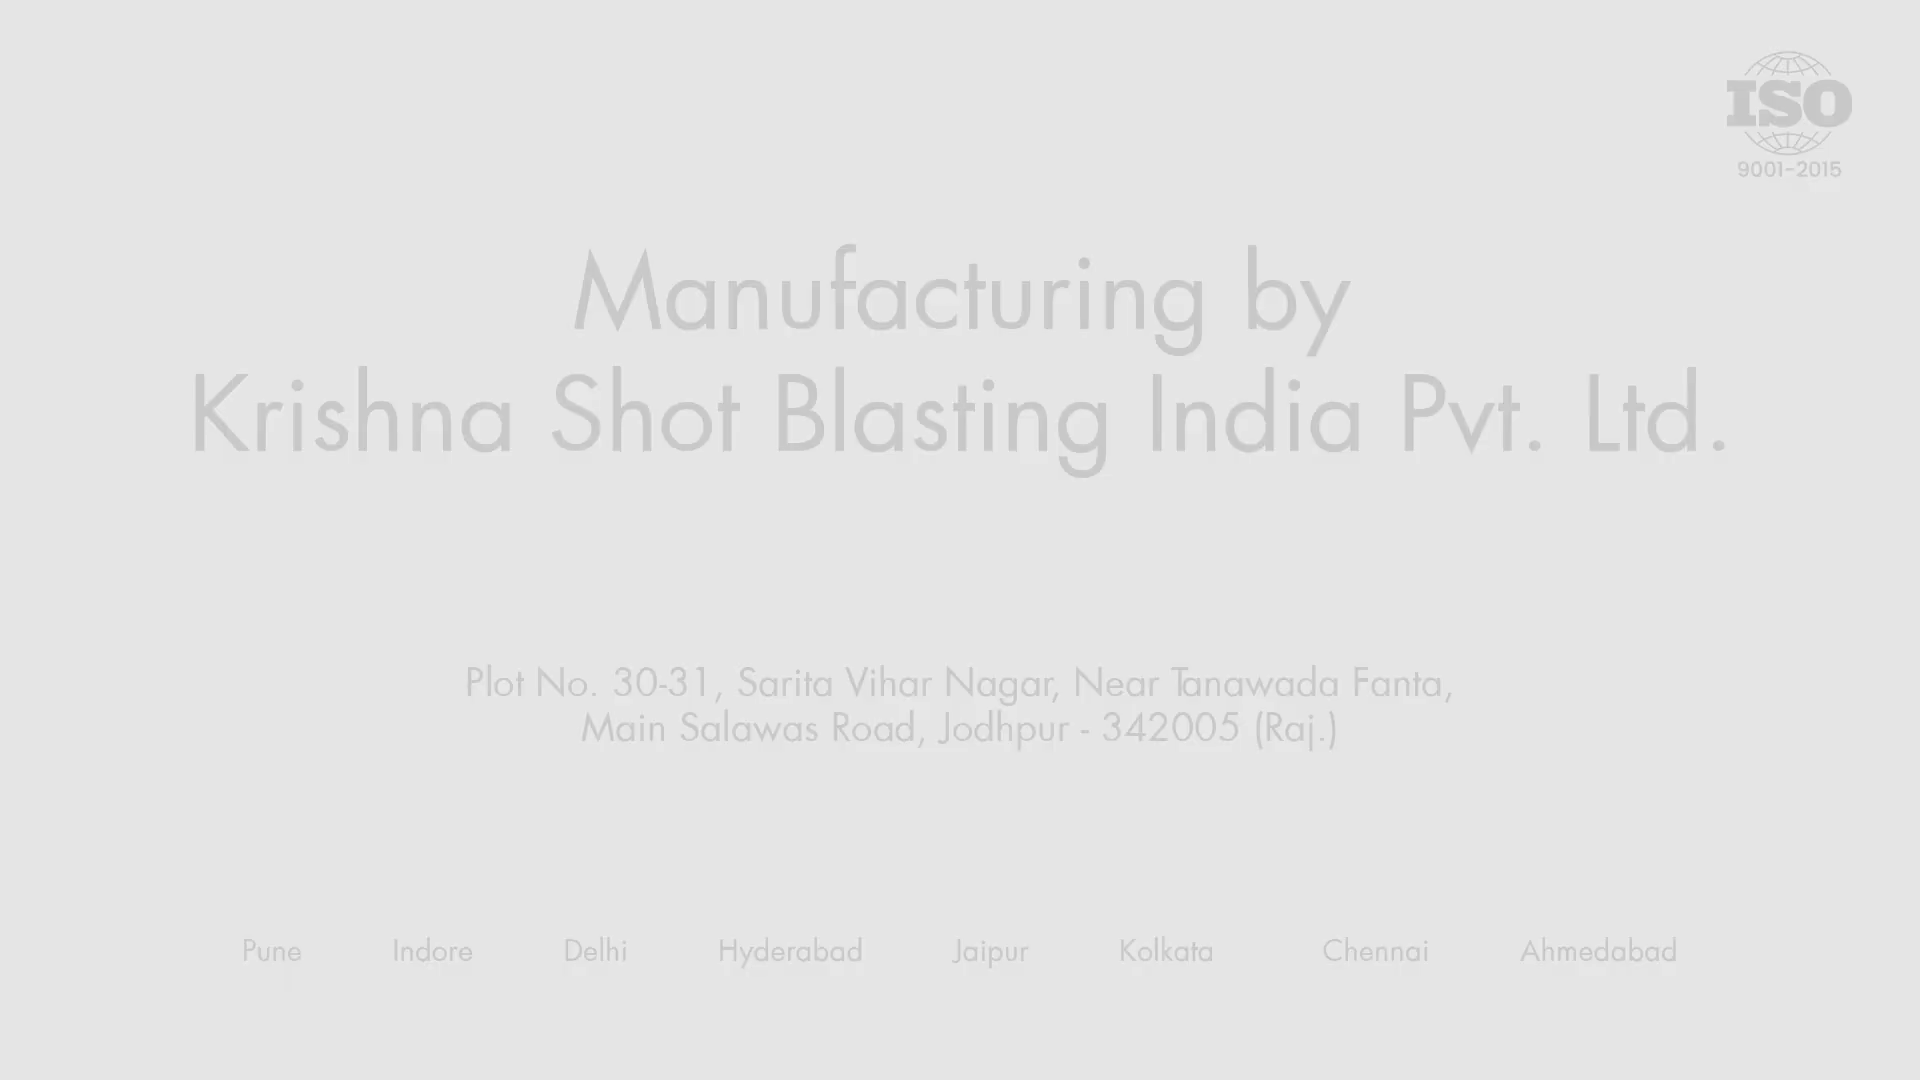 ISO
9001-2015
Manufacturing by
Krishna Shot Blasting India Pvt. Ltd.
Plot No. 30-31, Sarita Vihar Nagar, Near Tanawada Fanta,
Main Salawas Road, Jodhpur - 342005 (Raj.)
Pune Indore Delhi Hyderabad Jaipur Kolkata Chennai Ahmedabad